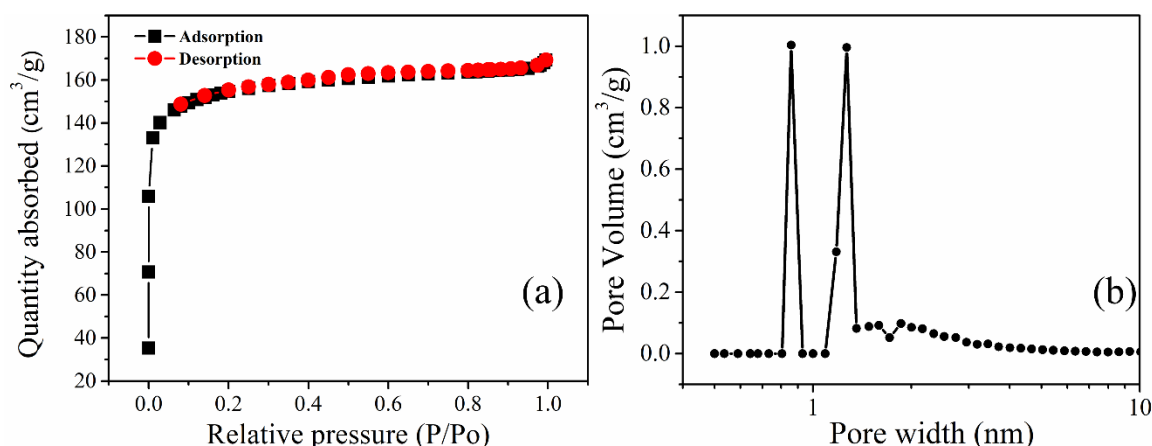 180
160
140
120
100
80
60
40
20
Quantity absorbed (cm³/g)
Adsorption
Desorption
(a)
0.0 0.2 0.4 0.6 0.8 1.0
Relative pressure (P/Po)
1.0
0.8
0.6
0.4
0.2
0.0
Pore Volume (cm³/g)
(b)
1 10
Pore width (nm)